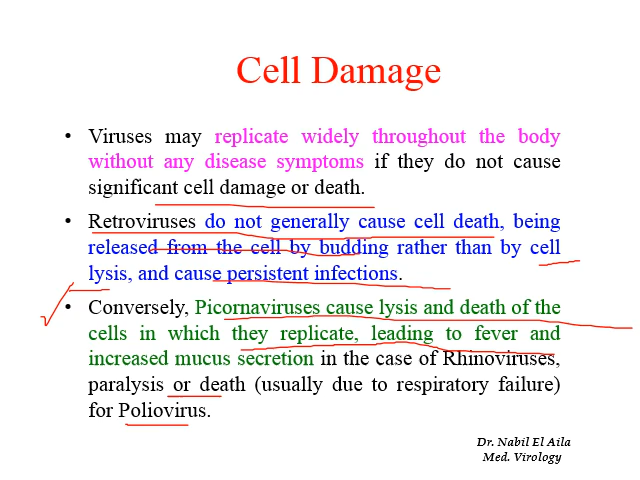 Cell Damage
• Viruses may replicate widely throughout the body
without any disease symptoms if they do not cause
significant cell damage or death.
• Retroviruses do not generally cause cell death, being
released from the cell by budding rather than by cell
lysis, and cause persistent infections.
• Conversely, Picornaviruses cause lysis and death of the
cells in which they replicate, leading to fever and
increased mucus secretion in the case of Rhinoviruses,
paralysis or death (usually due to respiratory failure)
for Poliovirus.
Dr. Nabil El Aila
Med. Virology